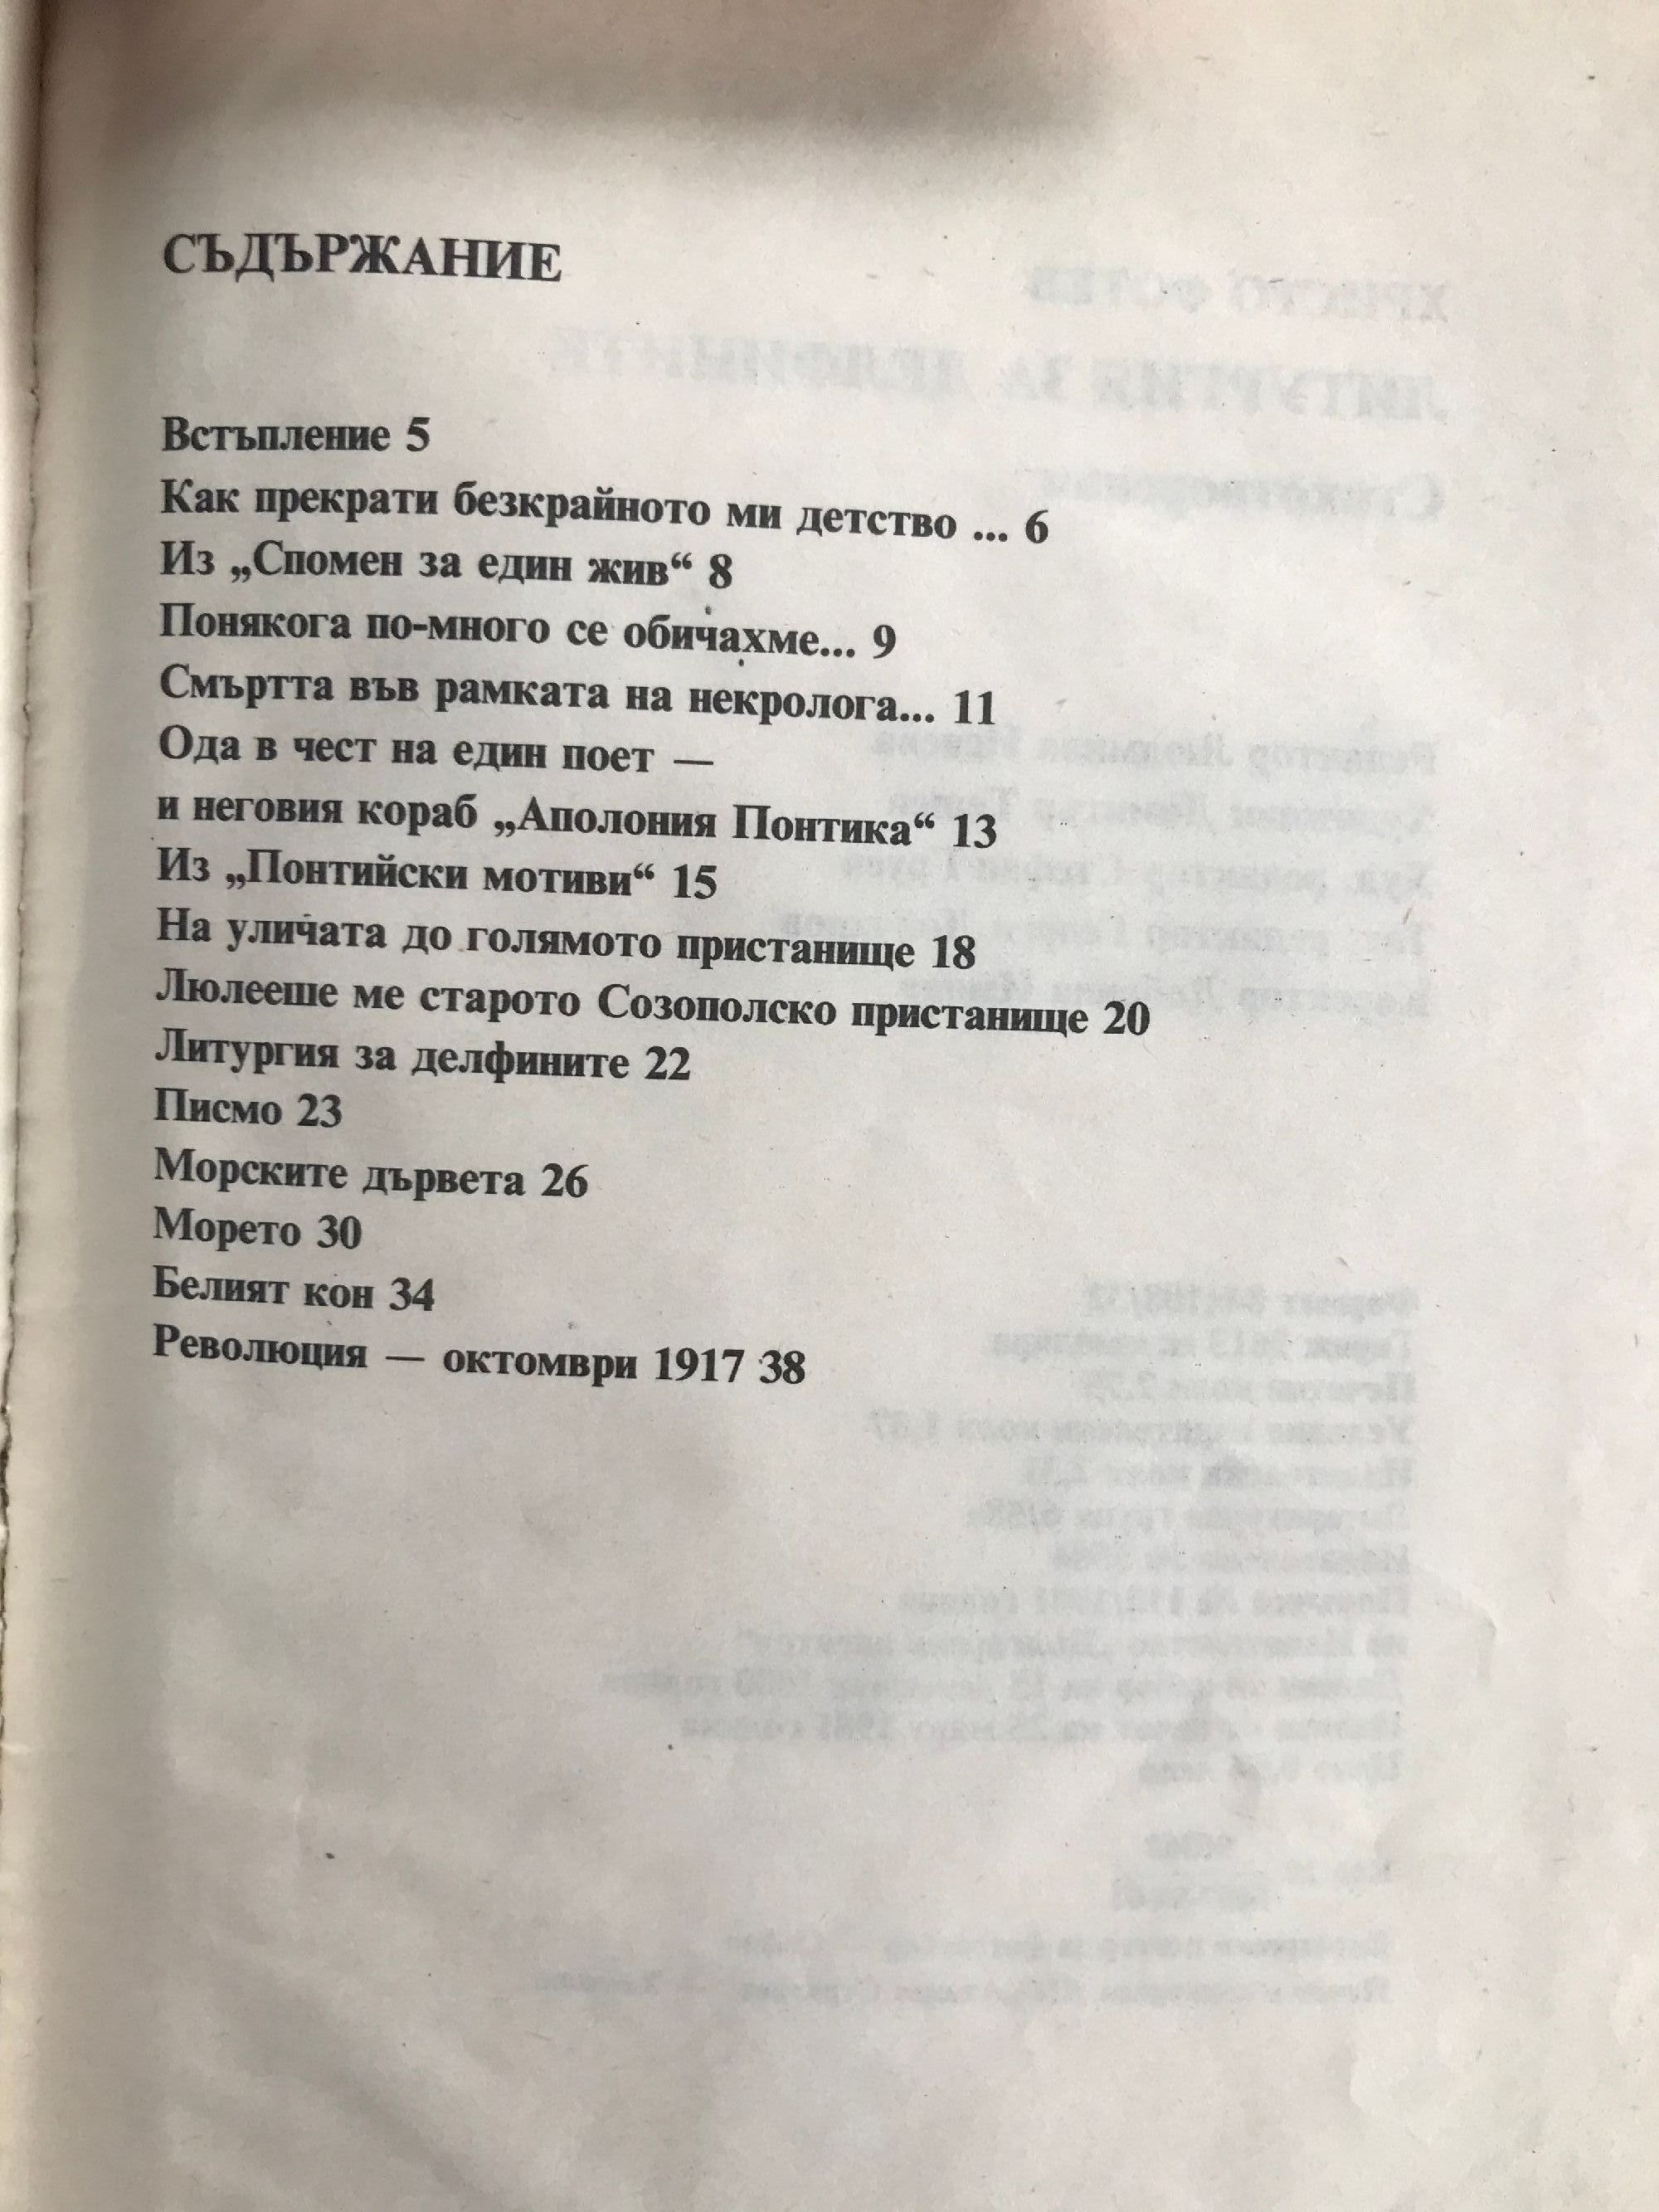 СЪДЪРЖАНИЕ
Встъпление 5
Как прекрати безкрайното ми детство ... 6
Из „Спомен за един жив“ 8
Понякога по-много се обичахме... 9
Смъртта във рамката на некролога... 11
Ода в чест на един поет —
и неговия кораб „Аполония Понтика“ 13
Из „Понтийски мотиви“ 15
На уличата до голямото пристанище 18
Люлееше ме старото Созополско пристанище 20
Литургия за делфините 22
Писмо 23
Морските дървета 26
Морето 30
Белият кон 34
Революция — октомври 1917 38